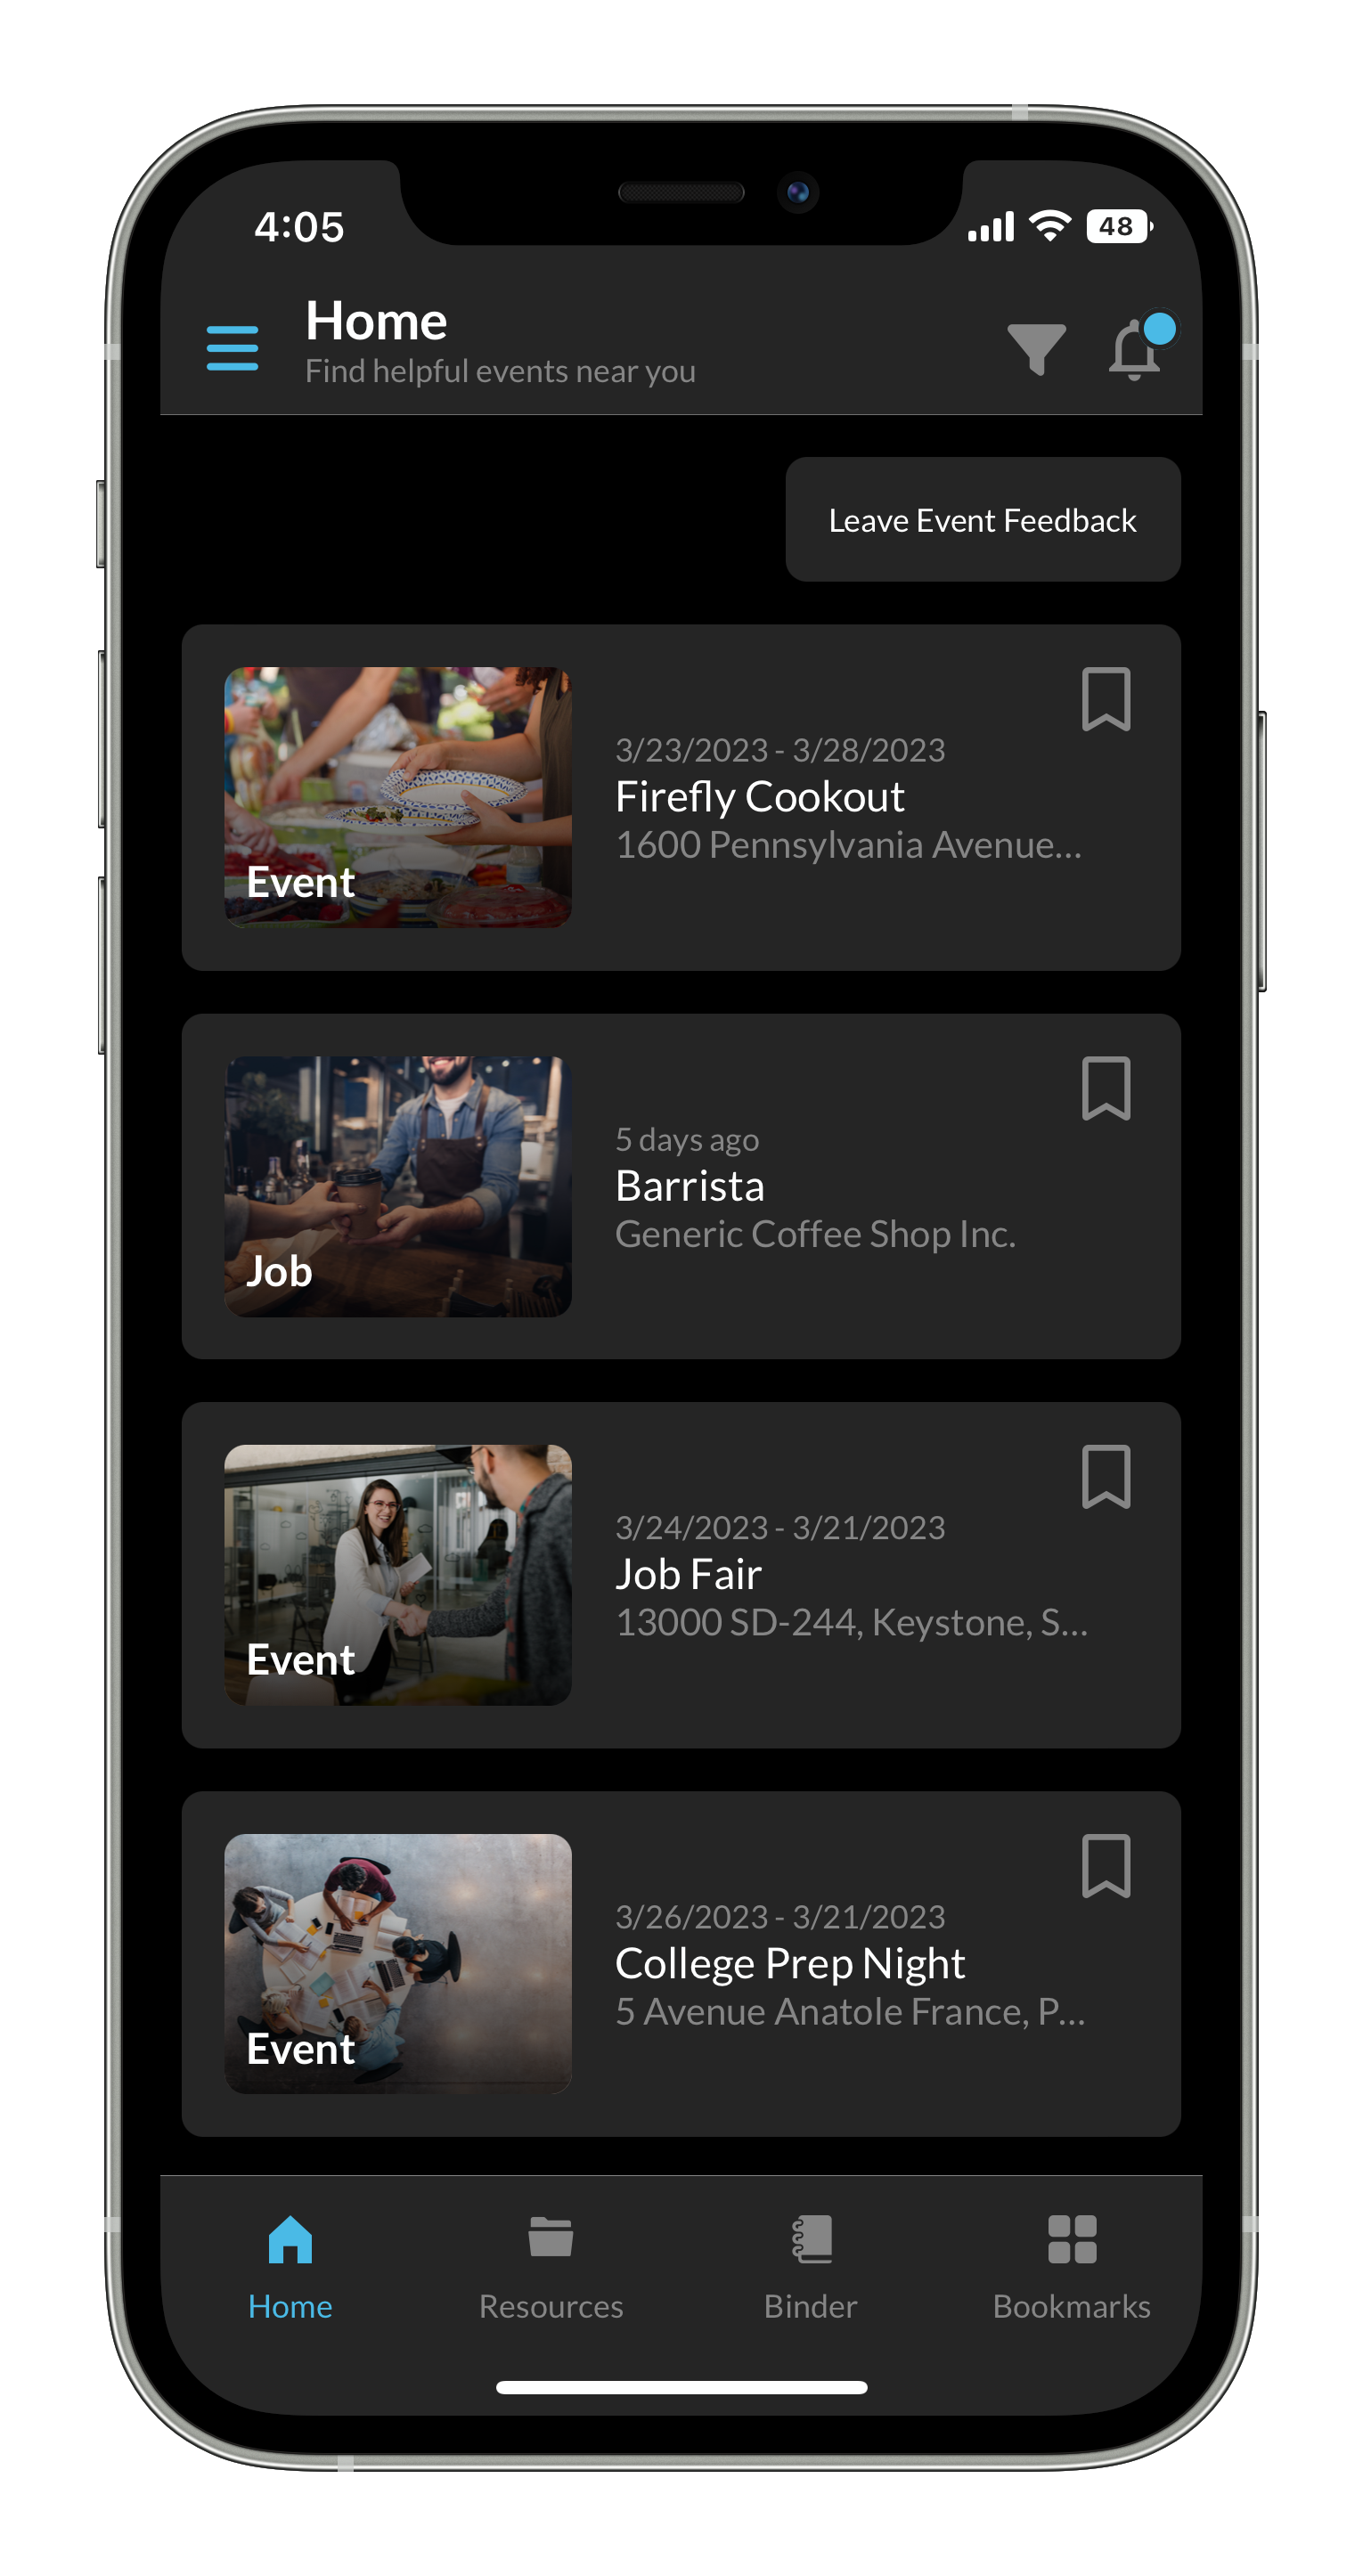 4:05
48
Home
Find helpful events near you
Leave Event Feedback
3/23/2023 - 3/28/2023
Firefly Cookout
1600 Pennsylvania Avenue...
Event
5 days ago
Barrista
Generic Coffee Shop Inc.
Job
3/24/2023 - 3/21/2023
Job Fair
13000 SD-244, Keystone, S...
Event
3/26/2023 - 3/21/2023
College Prep Night
5 Avenue Anatole France, P...
Event
Home
Resources
Binder
Bookmarks